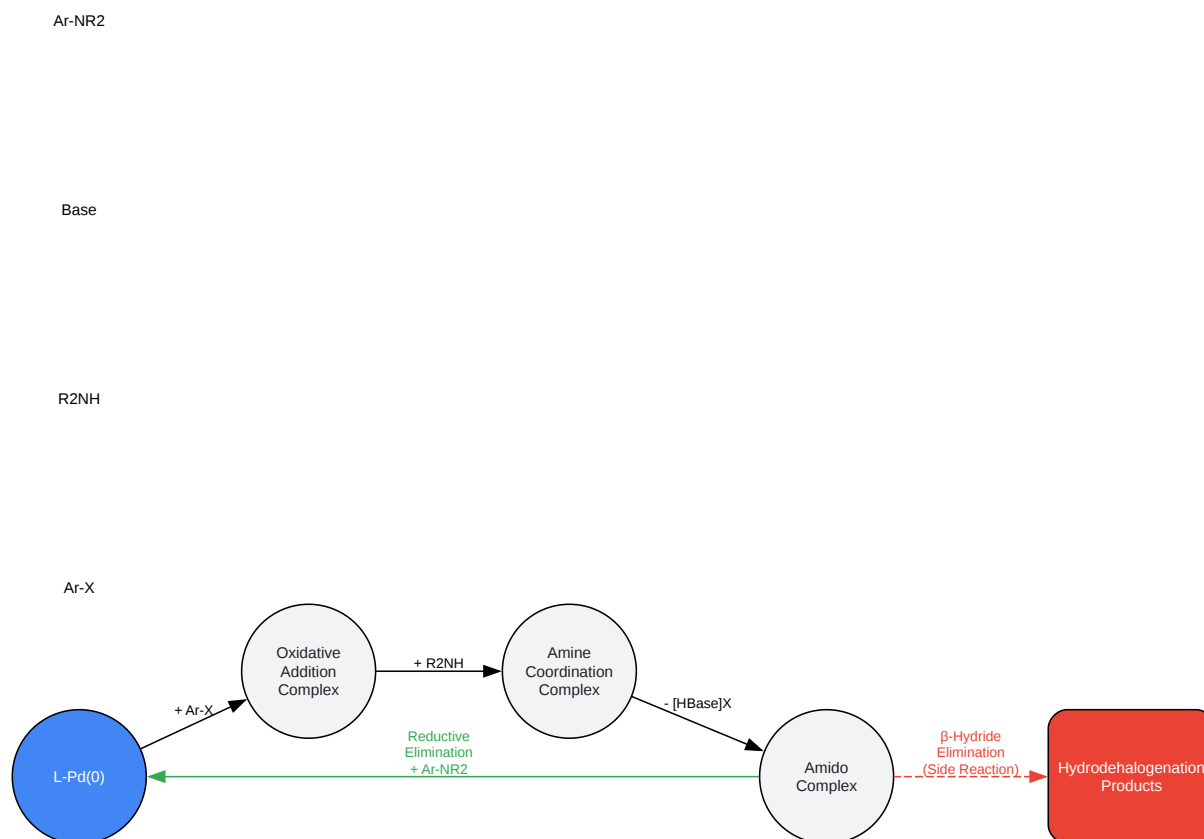 Ar-NR2
Base
R2NH
Ar-X
Oxidative
Addition
Complex
Amine
Coordination
Complex
+ R2NH
+ Ar-X
- [HBase]X
Reductive
Elimination
+ Ar-NR2
β-Hydride
Elimination
(Side Reaction)
L-Pd(0)
Amido
Complex
Hydrodehalogenation
Products